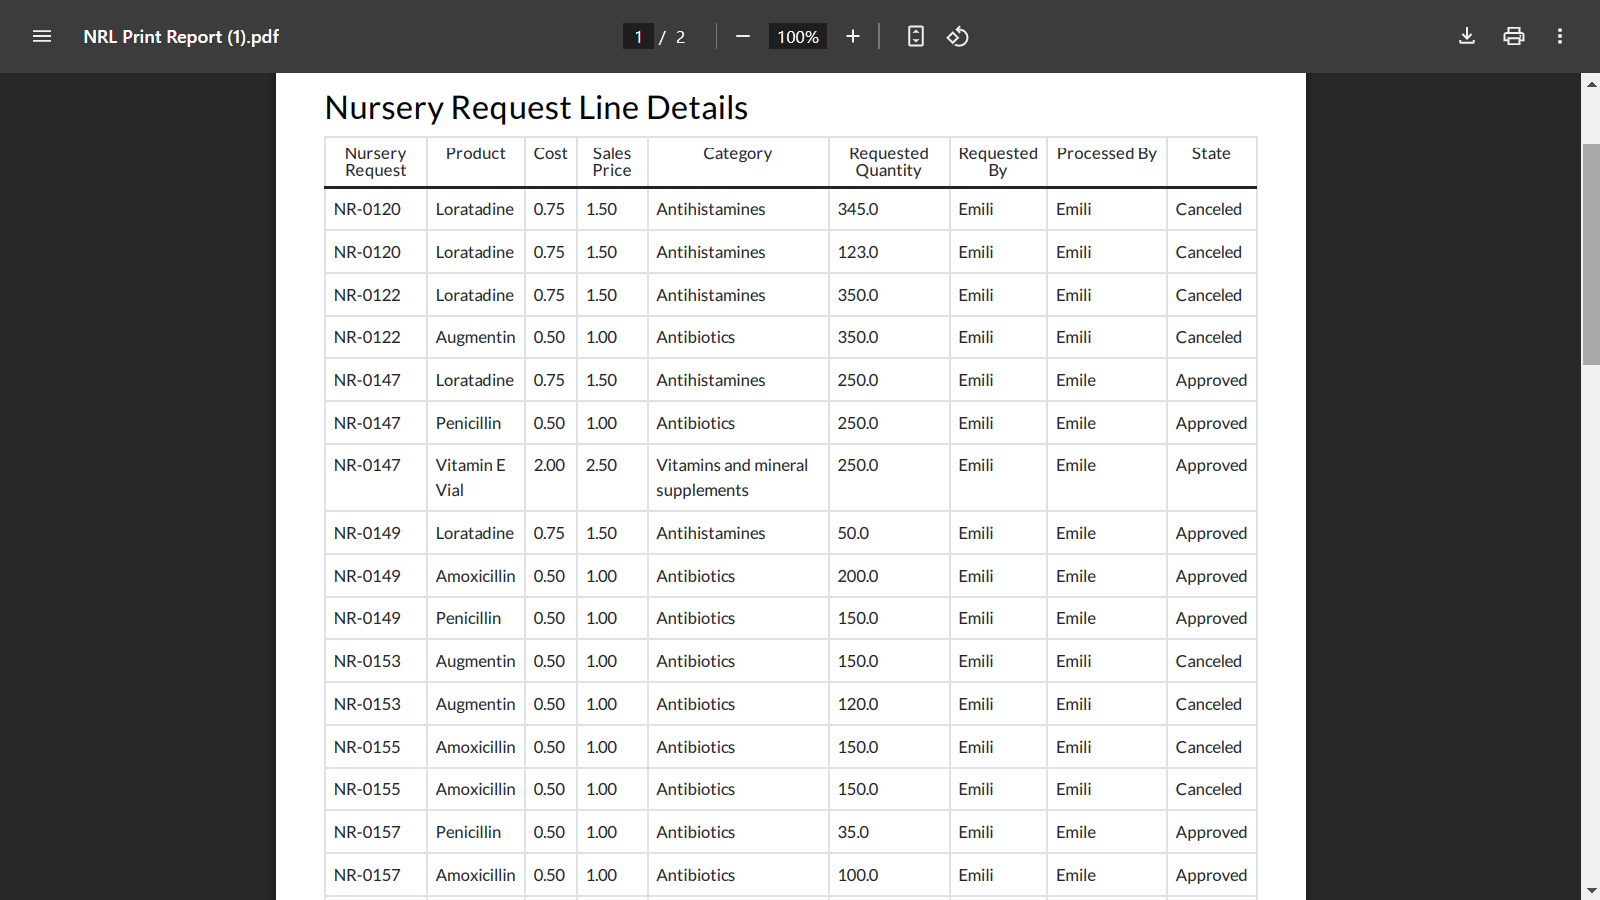 NRL Print Report (1).pdf
1 / 2
100%
Nursery Request Line Details
Nursery Request Product Cost Sales Price Category Requested Quantity Requested By Processed By State
NR-0120 Loratadine 0.75 1.50 Antihistamines 345.0 Emili Emili Canceled
NR-0120 Loratadine 0.75 1.50 Antihistamines 123.0 Emili Emili Canceled
NR-0122 Loratadine 0.75 1.50 Antihistamines 350.0 Emili Emili Canceled
NR-0122 Augmentin 0.50 1.00 Antibiotics 350.0 Emili Emili Canceled
NR-0147 Loratadine 0.75 1.50 Antihistamines 250.0 Emili Emile Approved
NR-0147 Penicillin 0.50 1.00 Antibiotics 250.0 Emili Emile Approved
NR-0147 Vitamin E Vial 2.00 2.50 Vitamins and mineral supplements 250.0 Emili Emile Approved
NR-0149 Loratadine 0.75 1.50 Antihistamines 50.0 Emili Emile Approved
NR-0149 Amoxicillin 0.50 1.00 Antibiotics 200.0 Emili Emile Approved
NR-0149 Penicillin 0.50 1.00 Antibiotics 150.0 Emili Emile Approved
NR-0153 Augmentin 0.50 1.00 Antibiotics 150.0 Emili Emili Canceled
NR-0153 Augmentin 0.50 1.00 Antibiotics 120.0 Emili Emili Canceled
NR-0155 Amoxicillin 0.50 1.00 Antibiotics 150.0 Emili Emili Canceled
NR-0155 Amoxicillin 0.50 1.00 Antibiotics 150.0 Emili Emili Canceled
NR-0157 Penicillin 0.50 1.00 Antibiotics 35.0 Emili Emile Approved
NR-0157 Amoxicillin 0.50 1.00 Antibiotics 100.0 Emili Emile Approved